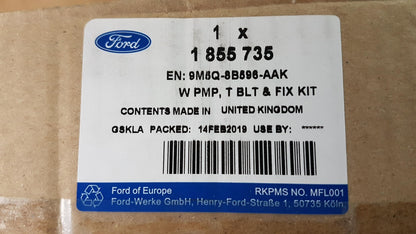 Ford
1 x
1 855 735
EN: 9M5Q-8B596-AAK
W PMP, T BLT & FIX KIT
CONTENTS MADE IN UNITED KINGDOM
GSKLA PACKED: 14FEB2019 USE BY: ******
Ford of Europe RKPMS NO. MFL001
Ford-Werke GmbH, Henry-Ford-Straße 1, 50735 Köln